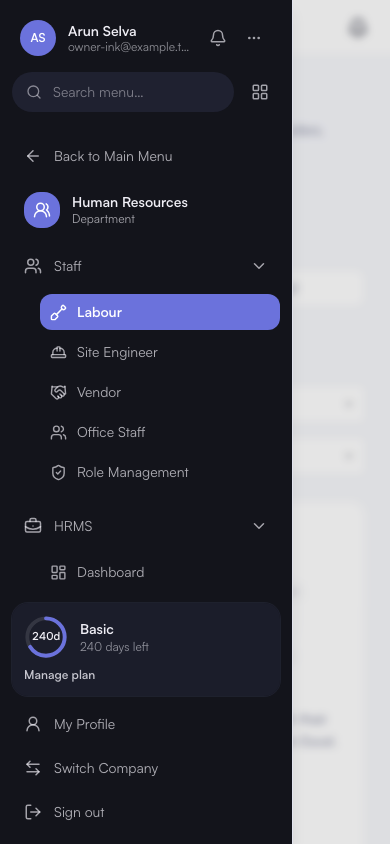 AS
Arun Selva
owner-ink@example.t...
Search menu...
Back to Main Menu
Human Resources
Department
Staff
Labour
Site Engineer
Vendor
Office Staff
Role Management
HRMS
Dashboard
240d
Basic
240 days left
Manage plan
My Profile
Switch Company
Sign out